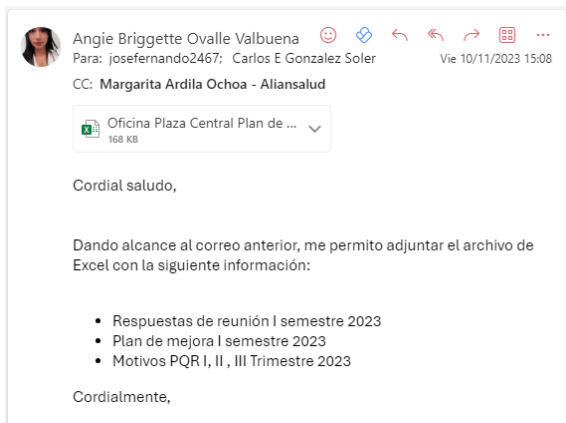 Angie Briggette Ovalle Valbuena
Para: josefernando2467; Carlos E Gonzalez Soler
Vie 10/11/2023 15:08
CC: Margarita Ardila Ochoa - Aliansalud
Oficina Plaza Central Plan de ...
168 KB
Cordial saludo,
Dando alcance al correo anterior, me permito adjuntar el archivo de
Excel con la siguiente información:
• Respuestas de reunión I semestre 2023
• Plan de mejora I semestre 2023
• Motivos PQR I, II , III Trimestre 2023
Cordialmente,